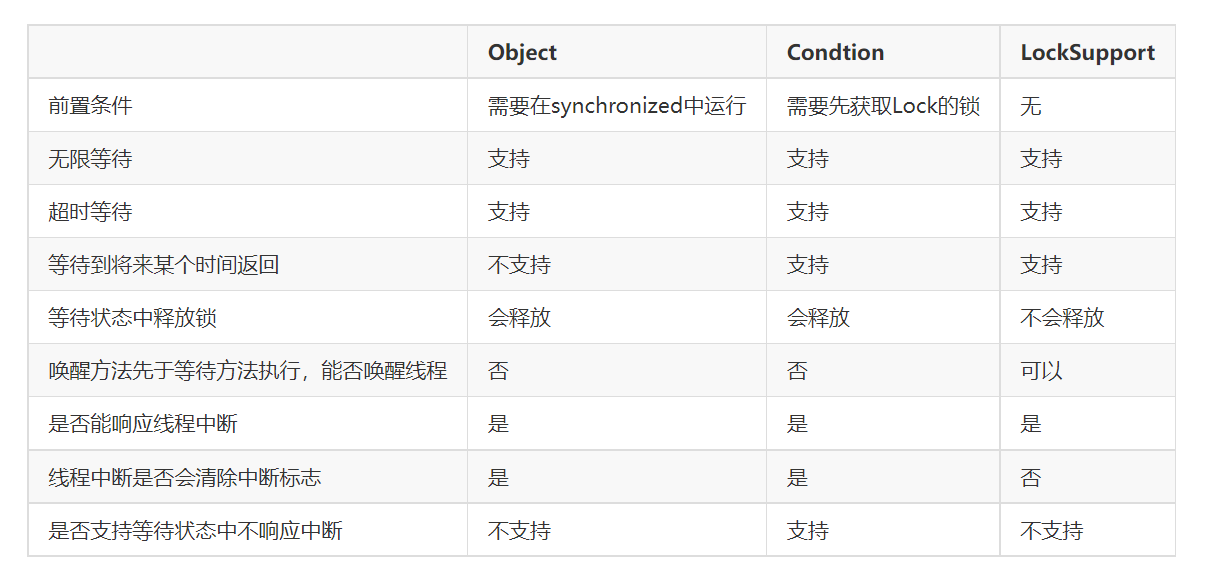 Object Condtion LockSupport
前置条件 需要在synchronized中运行 需要先获取Lock的锁 无
无限等待 支持 支持 支持
超时等待 支持 支持 支持
等待到将来某个时间返回 不支持 支持 支持
等待状态中释放锁 会释放 会释放 不会释放
唤醒方法先于等待方法执行，能否唤醒线程 否 否 可以
是否能响应线程中断 是 是 是
线程中断是否会清除中断标志 是 是 否
是否支持等待状态中不响应中断 不支持 支持 不支持